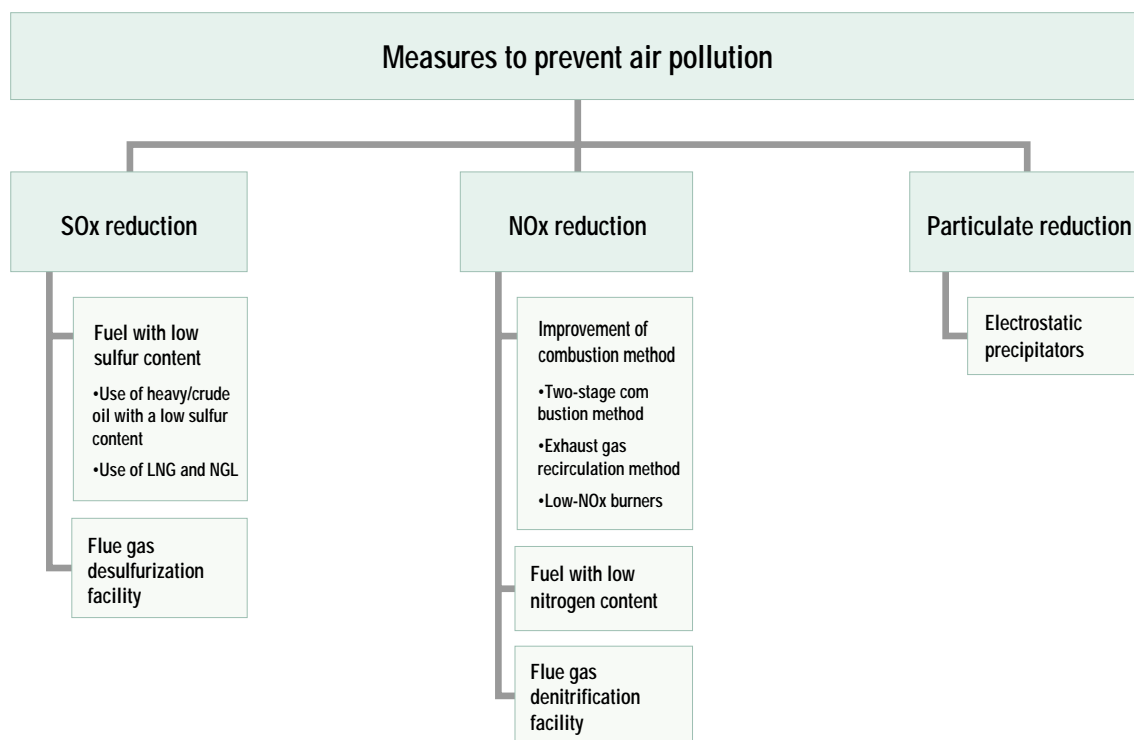 Measures to prevent air pollution
SOx reduction
Fuel with low
sulfur content
•Use of heavy/crude
oil with a low sulfur
content
•Use of LNG and NGL
Flue gas
desulfurization
facility
NOx reduction
Improvement of
combustion method
•Two-stage com
bustion method
•Exhaust gas
recirculation method
•Low-NOx burners
Fuel with low
nitrogen content
Flue gas
denitrification
facility
Particulate reduction
Electrostatic
precipitators